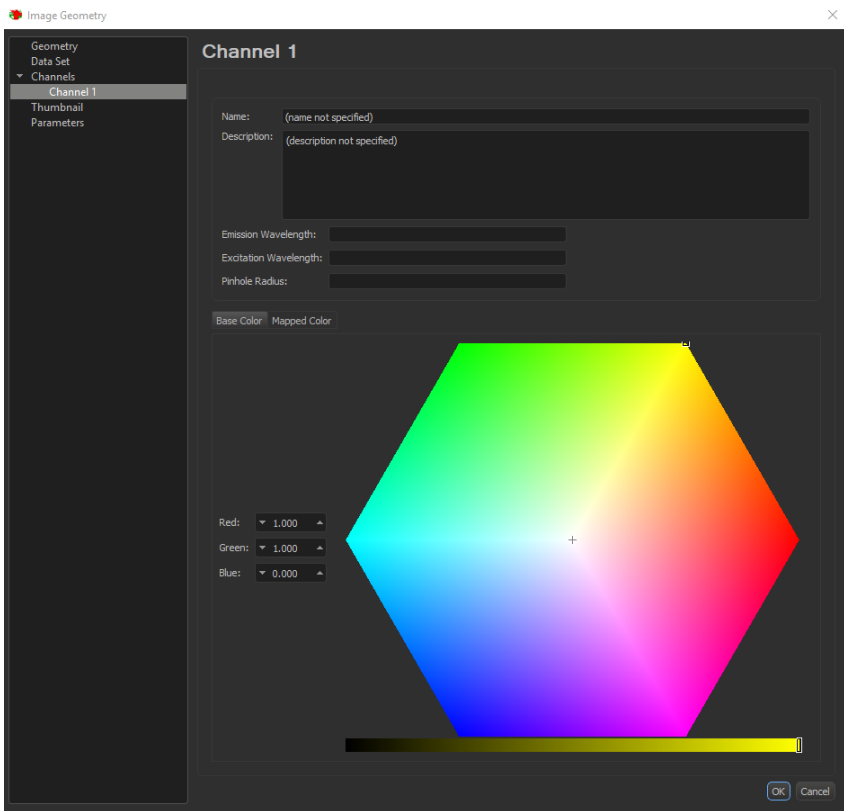 Image Geometry
Geometry
Data Set
Channels
Channel 1
Thumbnail
Parameters
Channel 1
Name: (name not specified)
Description: (description not specified)
Emission Wavelength:
Excitation Wavelength:
Pinhole Radius:
Base Color Mapped Color
Red: 1.000
Green: 1.000
Blue: 0.000
OK Cancel